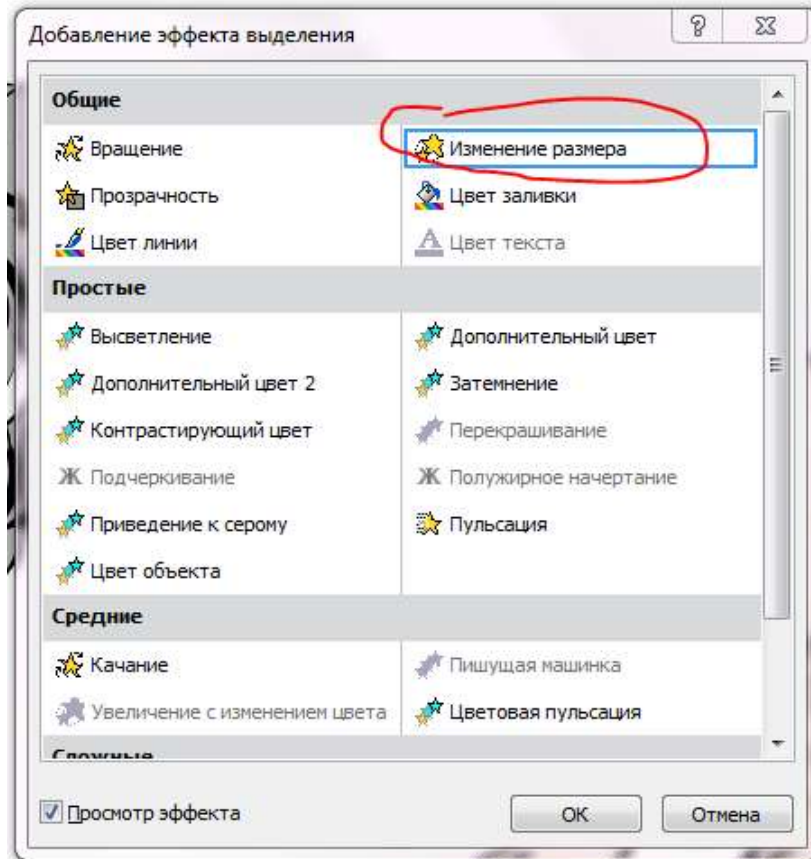 Добавление эффекта выделения
Общие
Вращение Изменение размера
Прозрачность Цвет заливки
Цвет линии Цвет текста
Простые
Высветление Дополнительный цвет
Дополнительный цвет 2 Затемнение
Контрастирующий цвет Перекрашивание
Ж Подчеркивание Ж Полужирное начертание
Приведение к серому Пульсация
Цвет объекта
Средние
Качание Пишущая машинка
Увеличение с изменением цвета Цветовая пульсация
Сложные
Просмотр эффекта ОК Отмена